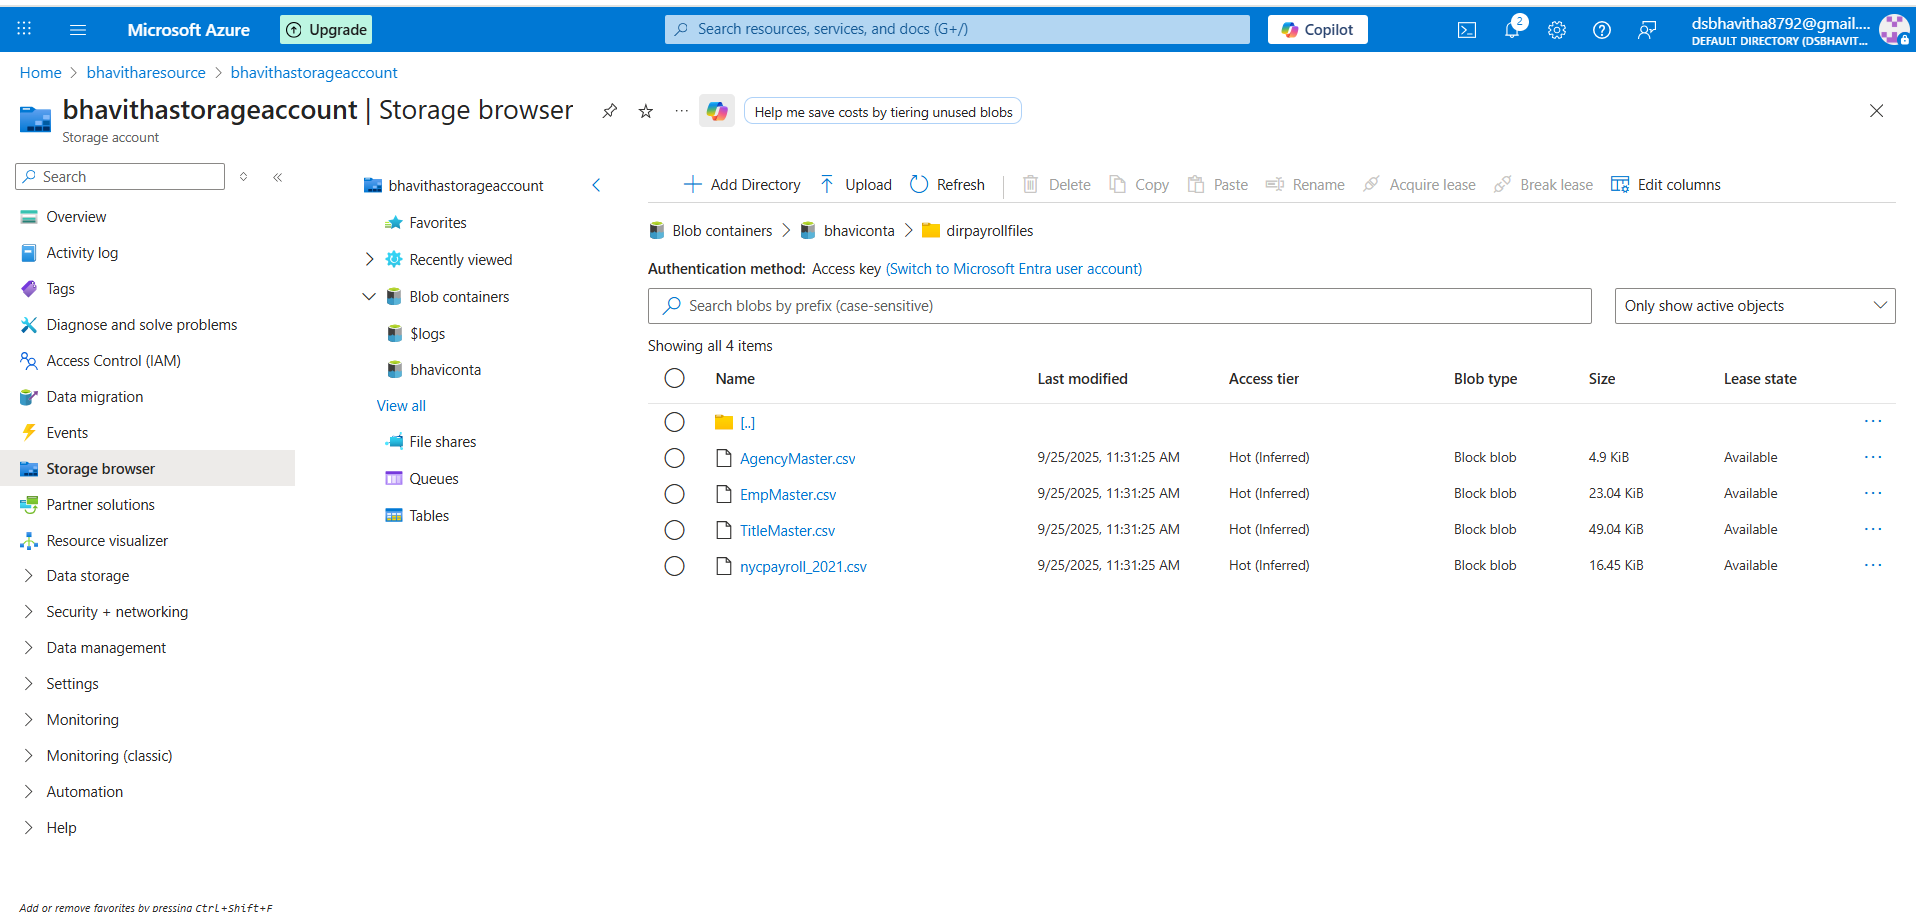 Microsoft Azure
Upgrade
Search resources, services, and docs (G+/)
Copilot
2
dsbhavitha8792@gmail....
DEFAULT DIRECTORY (DSBHAVIT...
Home > bhavitharesource > bhavithastorageaccount
bhavithastorageaccount | Storage browser
Storage account
Help me save costs by tiering unused blobs
Search
Overview
Activity log
Tags
Diagnose and solve problems
Access Control (IAM)
Data migration
Events
Storage browser
Partner solutions
Resource visualizer
Data storage
Security + networking
Data management
Settings
Monitoring
Monitoring (classic)
Automation
Help
Add or remove favorites by pressing Ctrl+Shift+F
bhavithastorageaccount
Favorites
Recently viewed
Blob containers
$logs
bhaviconta
View all
File shares
Queues
Tables
Add Directory Upload Refresh Delete Copy Paste Rename Acquire lease Break lease Edit columns
Blob containers > bhaviconta > dirpayrollfiles
Authentication method: Access key (Switch to Microsoft Entra user account)
Search blobs by prefix (case-sensitive)
Only show active objects
Showing all 4 items
Name Last modified Access tier Blob type Size Lease state
[..]
AgencyMaster.csv 9/25/2025, 11:31:25 AM Hot (Inferred) Block blob 4.9 KiB Available
EmpMaster.csv 9/25/2025, 11:31:25 AM Hot (Inferred) Block blob 23.04 KiB Available
TitleMaster.csv 9/25/2025, 11:31:25 AM Hot (Inferred) Block blob 49.04 KiB Available
nycpayroll_2021.csv 9/25/2025, 11:31:25 AM Hot (Inferred) Block blob 16.45 KiB Available